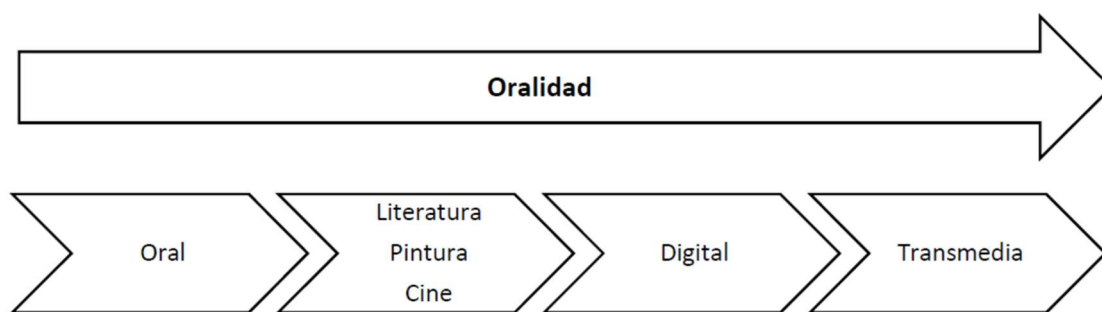 Oralidad
Oral
Literatura
Pintura
Cine
Digital
Transmedia